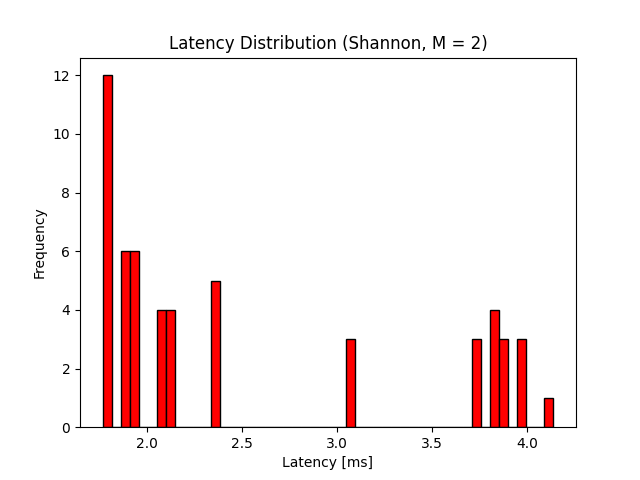 Latency Distribution (Shannon, M = 2)
12
10
8
6
4
2
0
Frequency
2.0 2.5 3.0 3.5 4.0
Latency [ms]